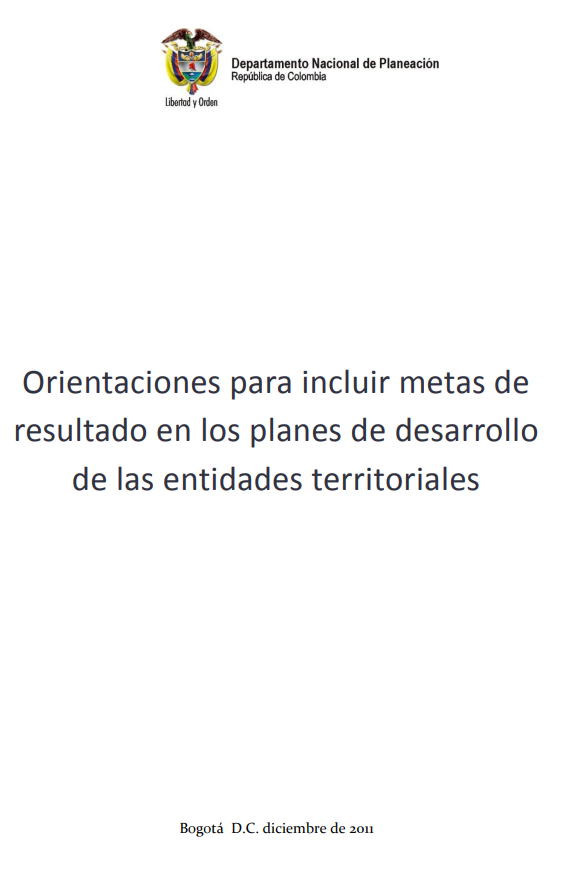 Departamento Nacional de Planeación
República de Colombia
Libertad y Orden
Orientaciones para incluir metas de
resultado en los planes de desarrollo
de las entidades territoriales
Bogotá D.C. diciembre de 2011